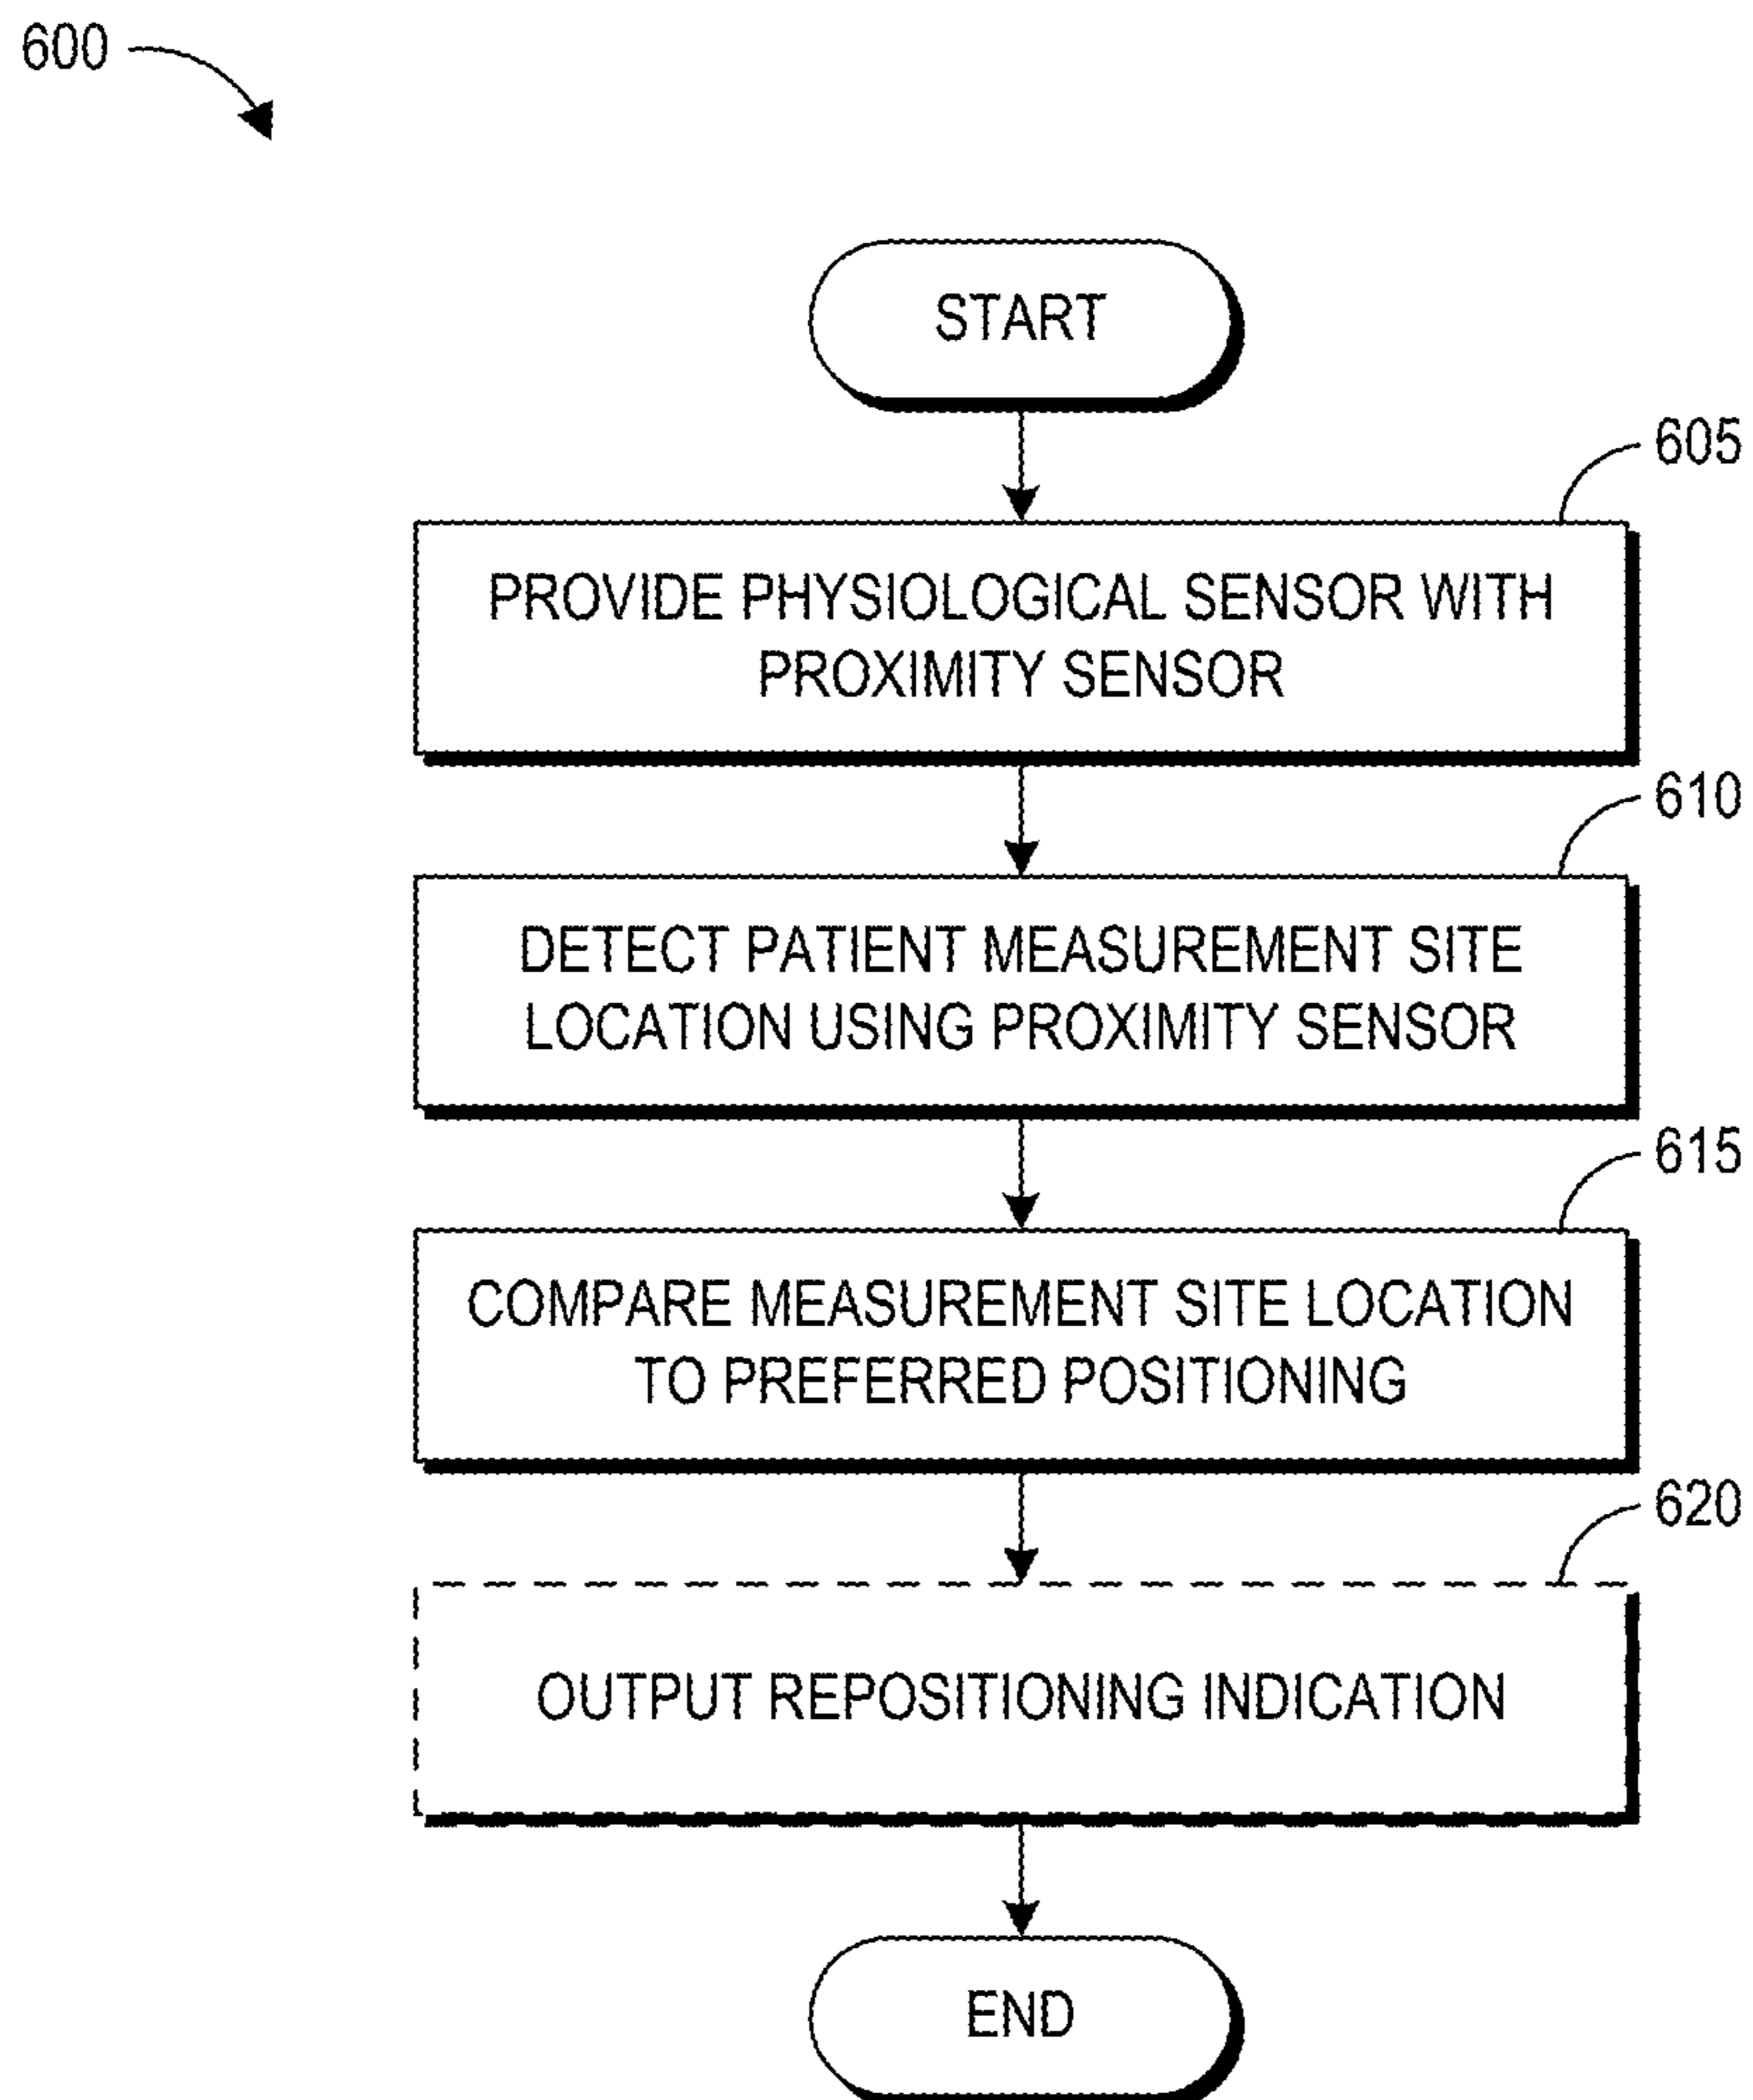 600
START
605
PROVIDE PHYSIOLOGICAL SENSOR WITH
PROXIMITY SENSOR
610
DETECT PATIENT MEASUREMENT SITE
LOCATION USING PROXIMITY SENSOR
615
COMPARE MEASUREMENT SITE LOCATION
TO PREFERRED POSITIONING
620
OUTPUT REPOSITIONING INDICATION
END